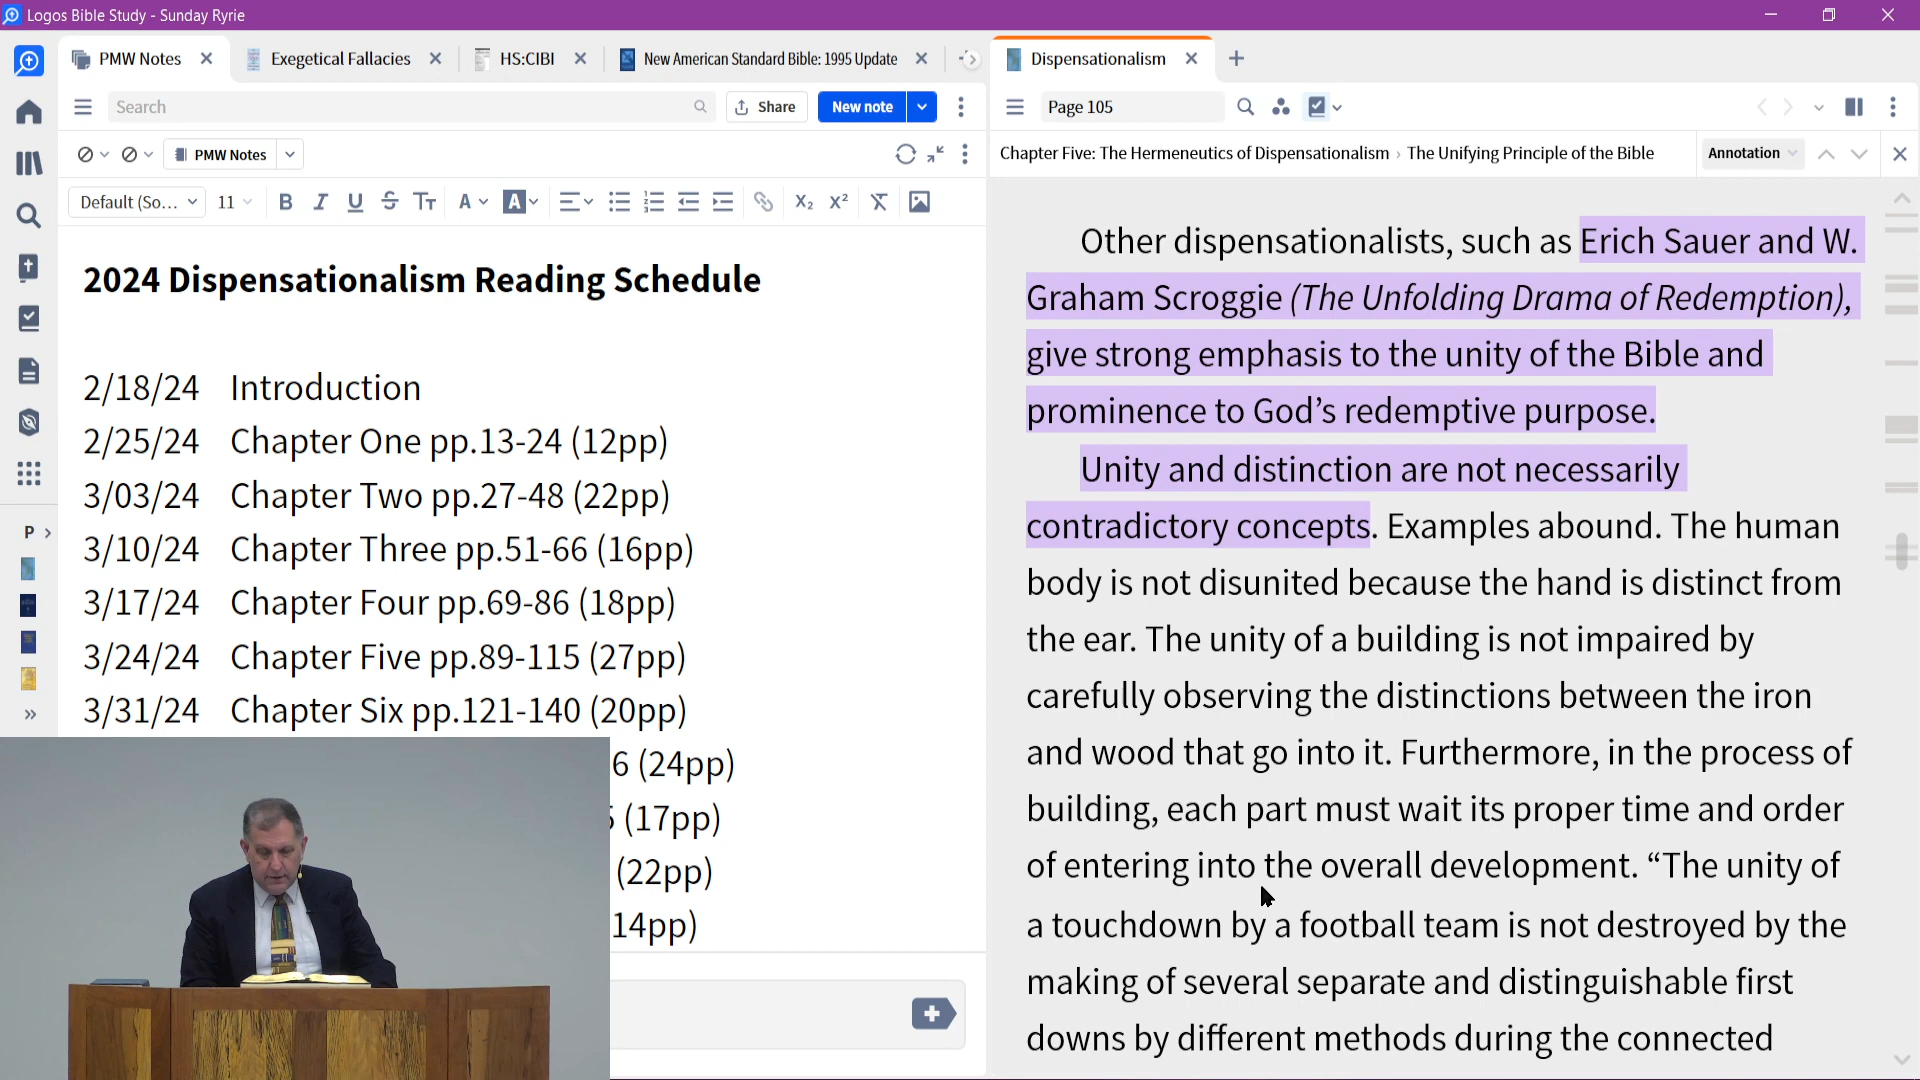 Logos Bible Study - Sunday Ryrie
PMW Notes
Exegetical Fallacies
HS:CIBI
New American Standard Bible: 1995 Update
Dispensationalism
Search
Share
New note
Page 105
PMW Notes
Chapter Five: The Hermeneutics of Dispensationalism › The Unifying Principle of the Bible
Annotation
Default (So...
11
2024 Dispensationalism Reading Schedule
2/18/24 Introduction
2/25/24 Chapter One pp.13-24 (12pp)
3/03/24 Chapter Two pp.27-48 (22pp)
3/10/24 Chapter Three pp.51-66 (16pp)
3/17/24 Chapter Four pp.69-86 (18pp)
3/24/24 Chapter Five pp.89-115 (27pp)
3/31/24 Chapter Six pp.121-140 (20pp)
6 (24pp)
(17pp)
(22pp)
14pp)
P
Other dispensationalists, such as Erich Sauer and W.
Graham Scroggie (The Unfolding Drama of Redemption),
give strong emphasis to the unity of the Bible and
prominence to God’s redemptive purpose.
Unity and distinction are not necessarily
contradictory concepts. Examples abound. The human
body is not disunited because the hand is distinct from
the ear. The unity of a building is not impaired by
carefully observing the distinctions between the iron
and wood that go into it. Furthermore, in the process of
building, each part must wait its proper time and order
of entering into the overall development. “The unity of
a touchdown by a football team is not destroyed by the
making of several separate and distinguishable first
downs by different methods during the connected